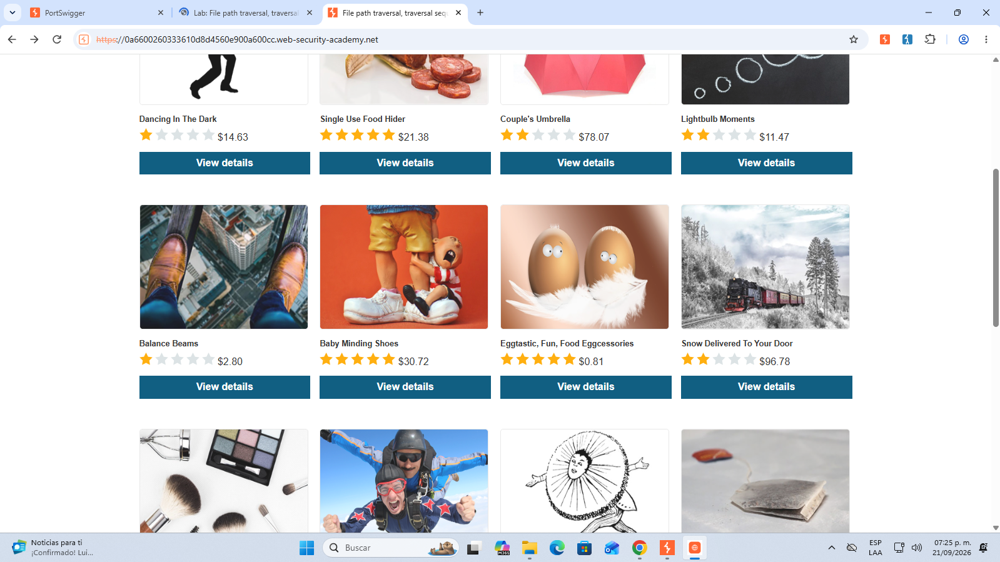 PortSwigger
Lab: File path traversal, traversal
File path traversal, traversal sequ
https://0a6600260333610d8d4560e900a600cc.web-security-academy.net
Dancing In The Dark
$14.63
View details
Single Use Food Hider
$21.38
View details
Couple's Umbrella
$78.07
View details
Lightbulb Moments
$11.47
View details
Balance Beams
$2.80
View details
Baby Minding Shoes
$30.72
View details
Eggtastic, Fun, Food Eggcessories
$0.81
View details
Snow Delivered To Your Door
$96.78
View details
Noticias para ti
¡Confirmado! Lui...
Buscar
M365
ESP
LAA
07:25 p. m.
21/09/2026